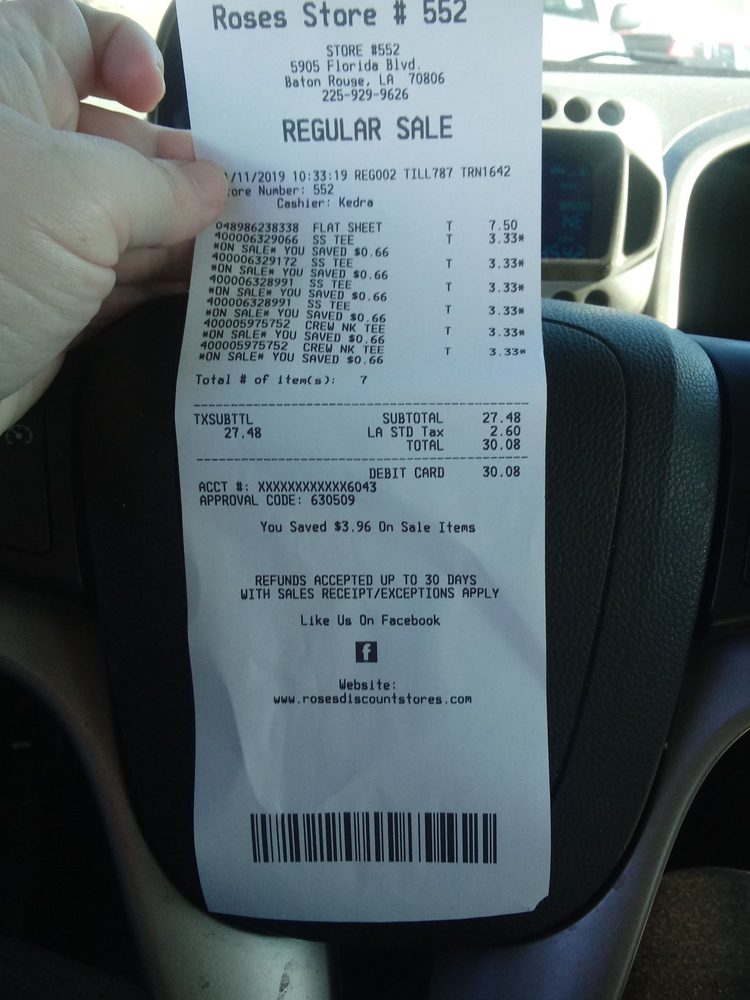 Roses Store # 552
STORE #552
5905 Florida Blvd.
Baton Rouge, LA 70806
225-929-9626
REGULAR SALE
/11/2019 10:33:19 REG002 TILL787 TRN1642
ore Number: 552
Cashier: Kedra
048986238338 FLAT SHEET T 7.50
400006329066 SS TEE T 3.33*
*ON SALE* YOU SAVED $0.66
400006329172 SS TEE T 3.33*
*ON SALE* YOU SAVED $0.66
400006328991 SS TEE T 3.33*
*ON SALE* YOU SAVED $0.66
400006328991 SS TEE T 3.33*
*ON SALE* YOU SAVED $0.66
400005975752 CREW NK TEE T 3.33*
*ON SALE* YOU SAVED $0.66
400005975752 CREW NK TEE T 3.33*
*ON SALE* YOU SAVED $0.66
Total # of item(s): 7
TXSUBTTL SUBTOTAL 27.48
27.48 LA STD Tax 2.60
TOTAL 30.08
DEBIT CARD 30.08
ACCT #: XXXXXXXXXXXX6043
APPROVAL CODE: 630509
You Saved $3.96 On Sale Items
REFUNDS ACCEPTED UP TO 30 DAYS
WITH SALES RECEIPT/EXCEPTIONS APPLY
Like Us On Facebook
f
Website:
www.rosesdiscountstores.com